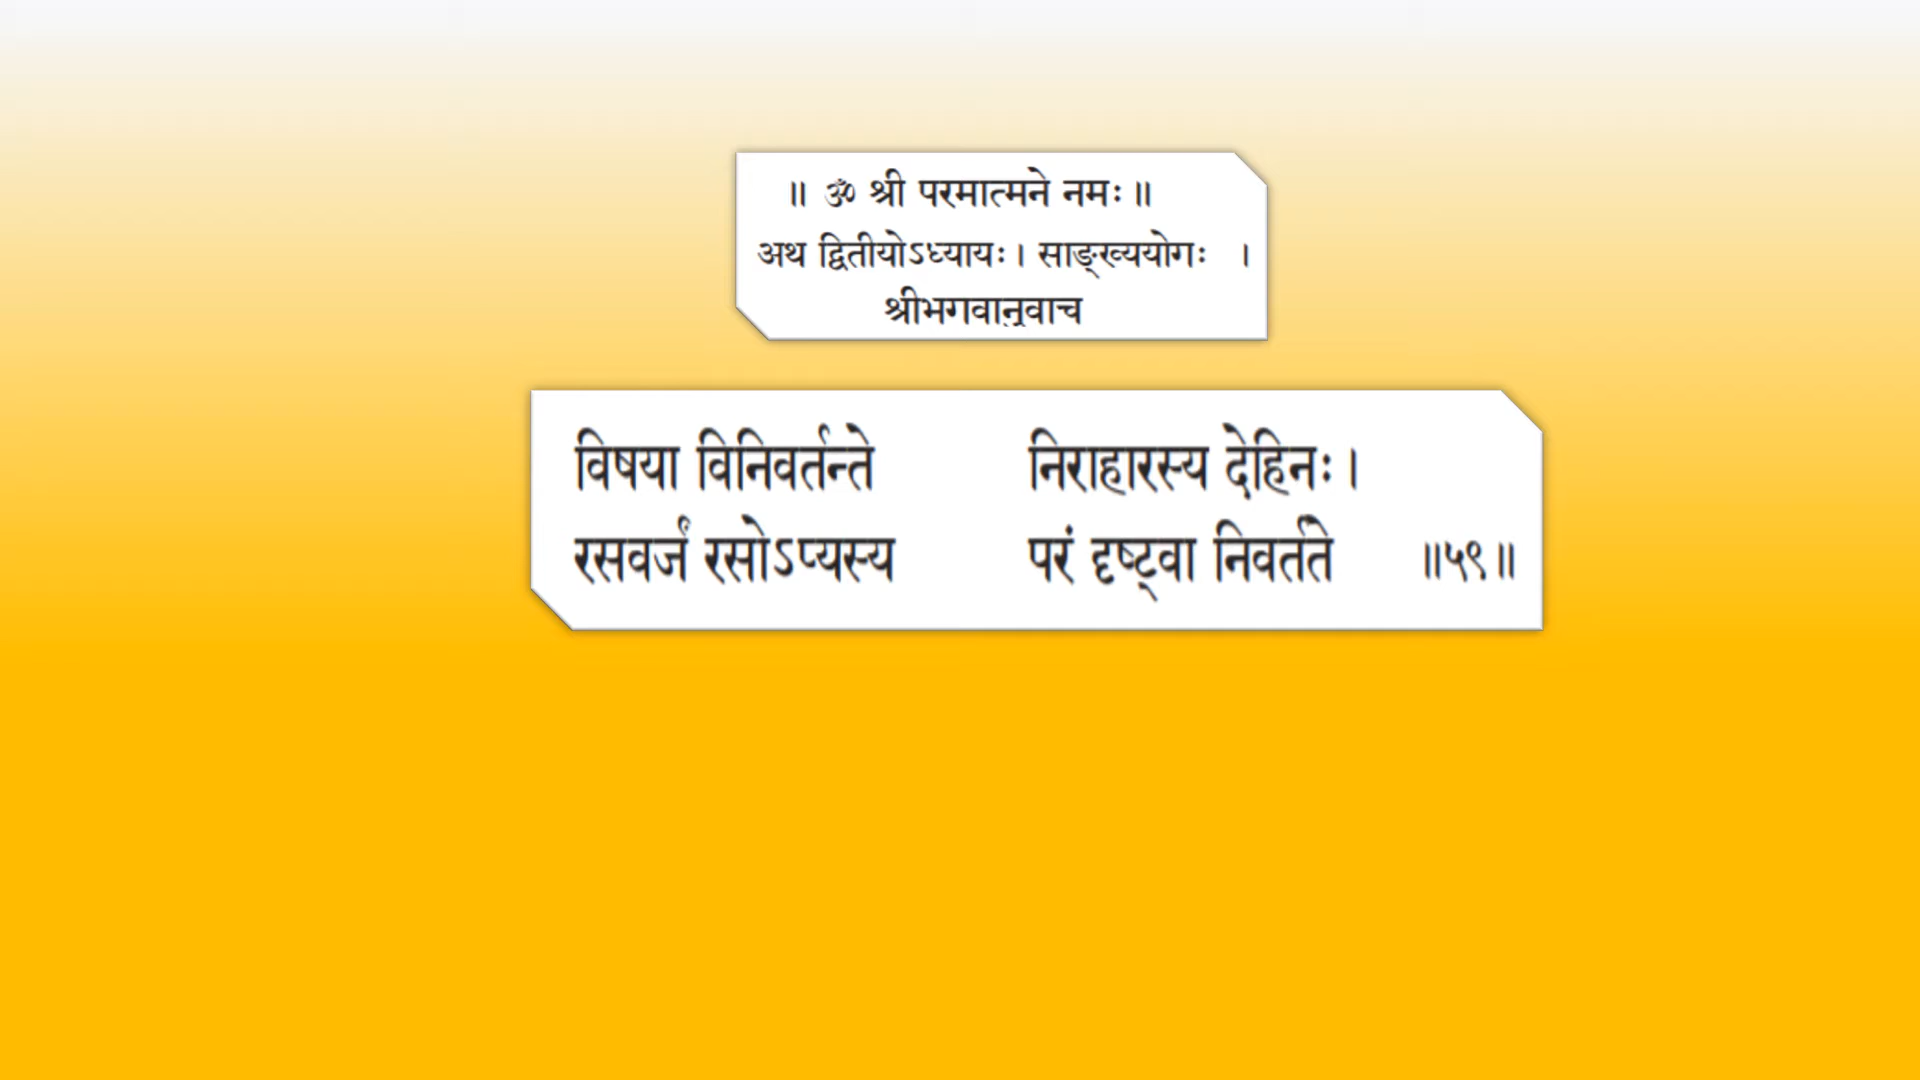 ॥ ॐ श्री परमात्मने नमः ॥
अथ द्वितीयोऽध्यायः । साङ्ख्ययोगः ।
श्रीभगवानुवाच
विषया विनिवर्तन्ते निराहारस्य देहिनः ।
रसवर्जं रसोऽप्यस्य परं दृष्ट्वा निवर्तते ॥५९॥